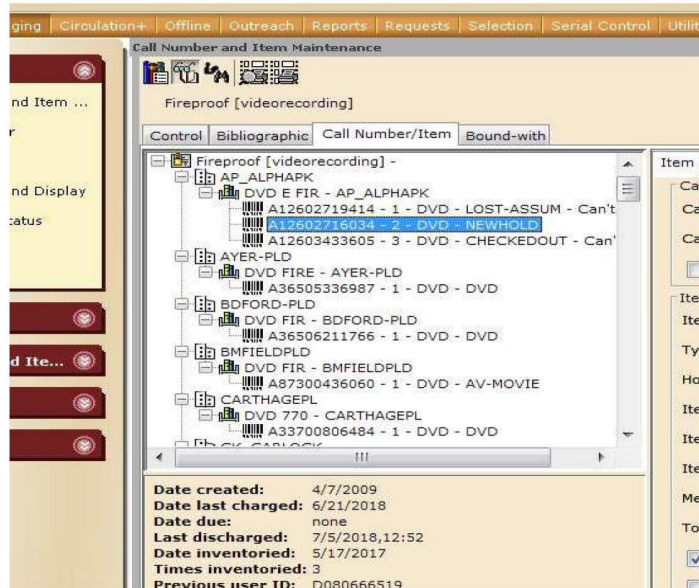 ging Circulation+ Offline Outreach Reports Requests Selection Serial Control Utilit
Call Number and Item Maintenance
Fireproof [videorecording]
Control Bibliographic Call Number/Item Bound-with
nd Item ...
r
nd Display
tatus
d Ite...
Fireproof [videorecording] -
AP_ALPHAPK
DVD E FIR - AP_ALPHAPK
A12602719414 - 1 - DVD - LOST-ASSUM - Can't
A12602716034 - 2 - DVD - NEWHOLD
A12603433605 - 3 - DVD - CHECKEDOUT - Can'
AYER-PLD
DVD FIRE - AYER-PLD
A36505336987 - 1 - DVD - DVD
BDFORD-PLD
DVD FIR - BDFORD-PLD
A36506211766 - 1 - DVD - DVD
BMFIELDPLD
DVD FIR - BMFIELDPLD
A87300436060 - 1 - DVD - AV-MOVIE
CARTHAGEPL
DVD 770 - CARTHAGEPL
A33700806484 - 1 - DVD - DVD
Item
Ca
Ca
Ca
Ite
Ite
Ty
Ho
Ite
Ite
Ite
Me
To
Date created: 4/7/2009
Date last charged: 6/21/2018
Date due: none
Last discharged: 7/5/2018,12:52
Date inventoried: 5/17/2017
Times inventoried: 3
Previous user ID: D080666519